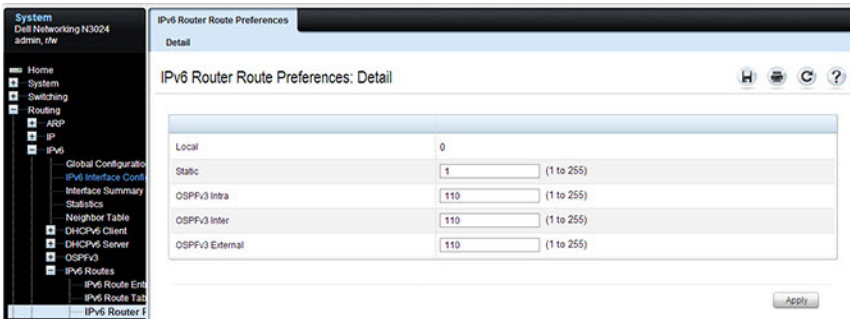 System
Dell Networking N3024
admin, r/w
Home
System
Switching
Routing
ARP
IP
IPv6
Global Configuratio
IPv6 Interface Confi
Interface Summary
Statistics
Neighbor Table
DHCPv6 Client
DHCPv6 Server
OSPFv3
IPv6 Routes
IPv6 Route Ent
IPv6 Route Tab
IPv6 Router P
IPv6 Router Route Preferences
Detail
IPv6 Router Route Preferences: Detail
?
Local 0
Static 1 (1 to 255)
OSPFv3 Intra 110 (1 to 255)
OSPFv3 Inter 110 (1 to 255)
OSPFv3 External 110 (1 to 255)
Apply